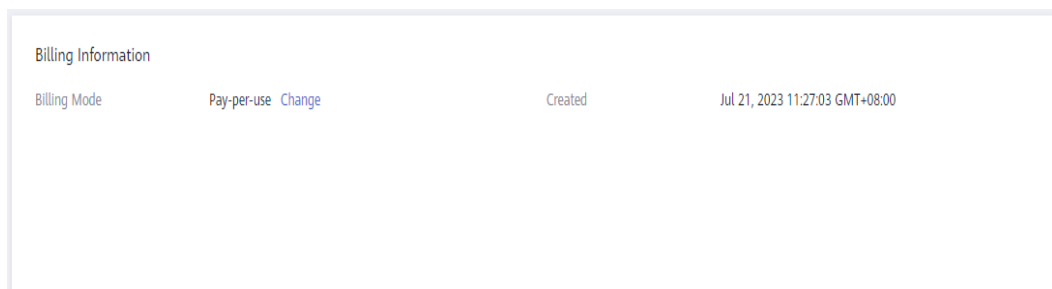 Billing Information
Billing Mode Pay-per-use Change Created Jul 21, 2023 11:27:03 GMT+08:00